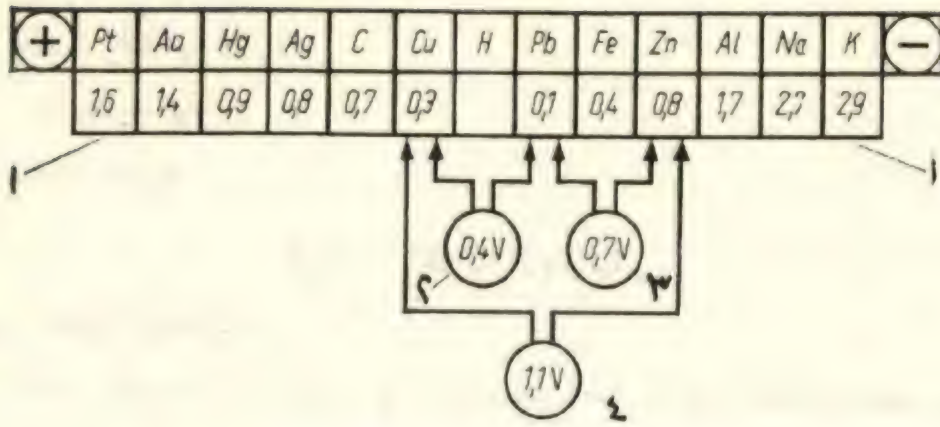 + Pt Aa Hg Ag C Cu H Pb Fe Zn Al Na K −
1,6 1,4 0,9 0,8 0,7 0,3 0,1 0,4 0,8 1,7 2,7 2,9
١ ١
0,4V 0,7V
٢ ٣
1,1V
٤